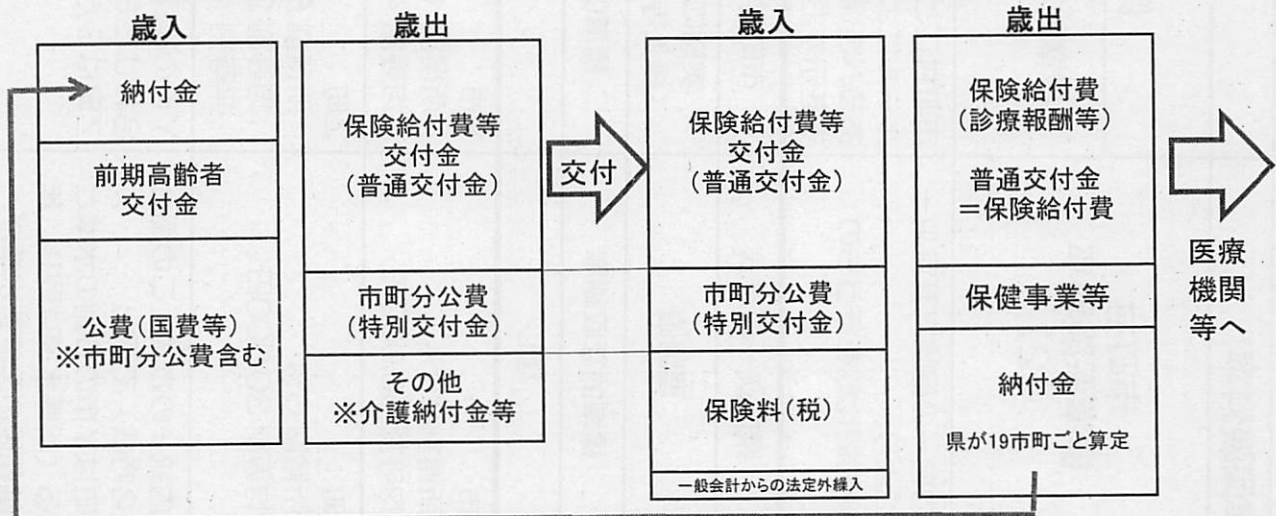 歳入
納付金
前期高齢者
交付金
公費(国費等)
※市町分公費含む
歳出
保険給付費等
交付金
(普通交付金)
市町分公費
(特別交付金)
その他
※介護納付金等
交付
歳入
保険給付費等
交付金
(普通交付金)
市町分公費
(特別交付金)
保険料(税)
一般会計からの法定外繰入
歳出
保険給付費
(診療報酬等)
普通交付金
=保険給付費
保健事業等
納付金
県が19市町ごと算定
医療
機関
等へ